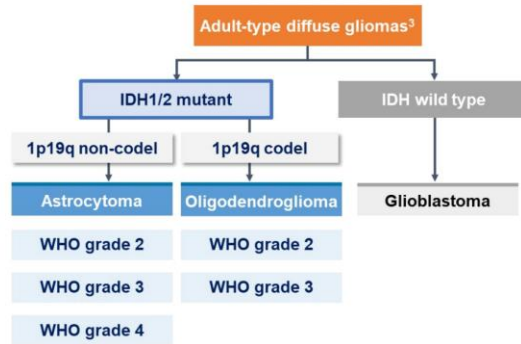 Adult-type diffuse gliomas³
IDH1/2 mutant
IDH wild type
1p19q non-codel
1p19q codel
Astrocytoma
Oligodendroglioma
Glioblastoma
WHO grade 2
WHO grade 2
WHO grade 3
WHO grade 3
WHO grade 4